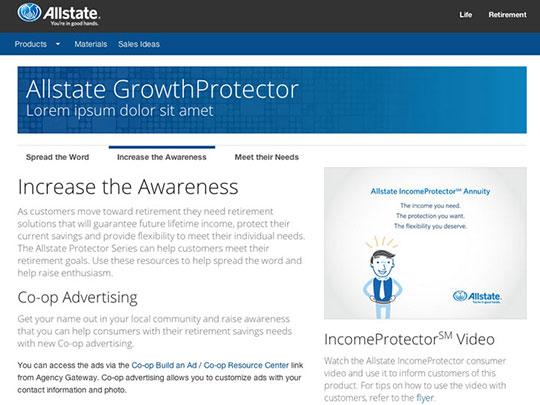 Allstate.
You're in good hands.
Life Retirement
Products Materials Sales Ideas
Allstate GrowthProtector
Lorem ipsum dolor sit amet
Spread the Word Increase the Awareness Meet their Needs
Increase the Awareness
As customers move toward retirement they need retirement
solutions that will guarantee future lifetime income, protect their
current savings and provide flexibility to meet their individual needs.
The Allstate Protector Series can help customers meet their
retirement goals. Use these resources to help spread the word and
help raise enthusiasm.
Co-op Advertising
Get your name out in your local community and raise awareness
that you can help consumers with their retirement savings needs
with new Co-op advertising.
You can access the ads via the Co-op Build an Ad / Co-op Resource Center link
from Agency Gateway. Co-op advertising allows you to customize ads with your
contact information and photo.
Allstate IncomeProtector℠ Annuity
The income you need.
The protection you want.
The flexibility you deserve.
Allstate.
You're in good hands.
IncomeProtector℠ Video
Watch the Allstate IncomeProtector consumer
video and use it to inform customers of this
product. For tips on how to use the video with
customers, refer to the flyer.